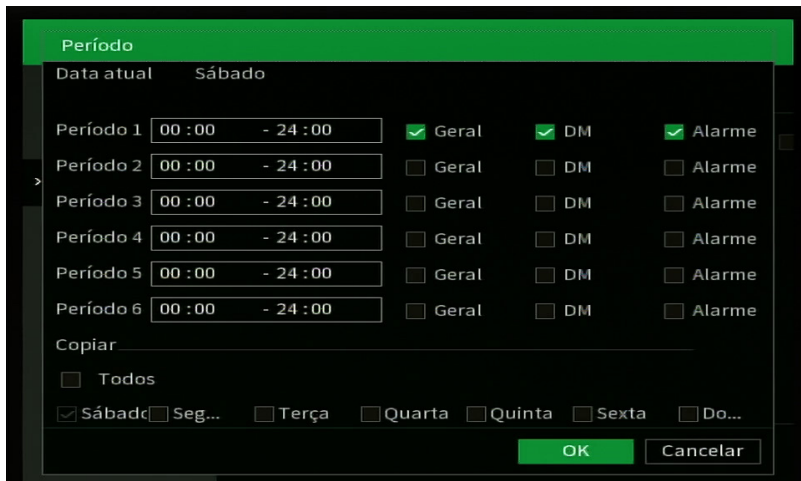 Período
Data atual Sábado
Período 1 00:00 - 24:00 Geral DM Alarme
Período 2 00:00 - 24:00 Geral DM Alarme
Período 3 00:00 - 24:00 Geral DM Alarme
Período 4 00:00 - 24:00 Geral DM Alarme
Período 5 00:00 - 24:00 Geral DM Alarme
Período 6 00:00 - 24:00 Geral DM Alarme
Copiar
Todos
Sábado Seg... Terça Quarta Quinta Sexta Do...
OK Cancelar